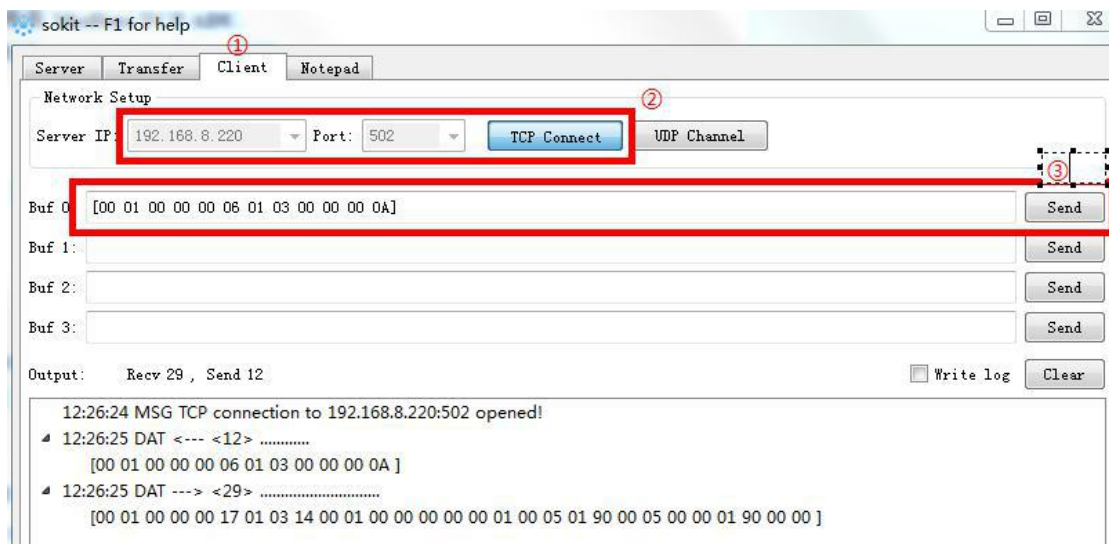 sokit -- F1 for help
①
Server Transfer Client Notepad
Network Setup
②
Server IP: 192.168.8.220 Port: 502 TCP Connect UDP Channel
③
Buf 0 [00 01 00 00 00 06 01 03 00 00 00 0A] Send
Buf 1: Send
Buf 2: Send
Buf 3: Send
Output: Recv 29 , Send 12 Write log Clear
12:26:24 MSG TCP connection to 192.168.8.220:502 opened!
12:26:25 DAT <--- <12> ............
[00 01 00 00 00 06 01 03 00 00 00 0A ]
12:26:25 DAT ---> <29> .............................
[00 01 00 00 00 17 01 03 14 00 01 00 00 00 00 00 01 00 05 01 90 00 05 00 00 01 90 00 00 ]